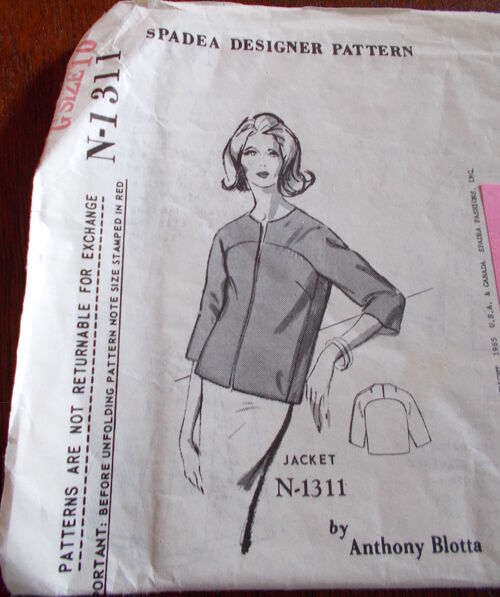 SPADEA DESIGNER PATTERN
SIZE 10
N-1311
PATTERNS ARE NOT RETURNABLE FOR EXCHANGE
ORTANT: BEFORE UNFOLDING PATTERN NOTE SIZE STAMPED IN RED
1965 U.S.A. & CANADA SPADEA FASHIONS, INC.
JACKET
N-1311
by
Anthony Blotta